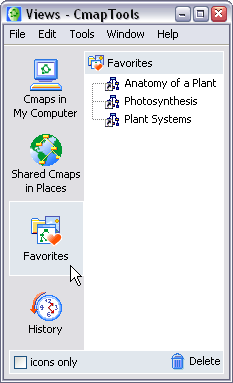 Views - CmapTools
File Edit Tools Window Help
Cmaps in
My Computer
Shared Cmaps
in Places
Favorites
History
Favorites
Anatomy of a Plant
Photosynthesis
Plant Systems
icons only
Delete